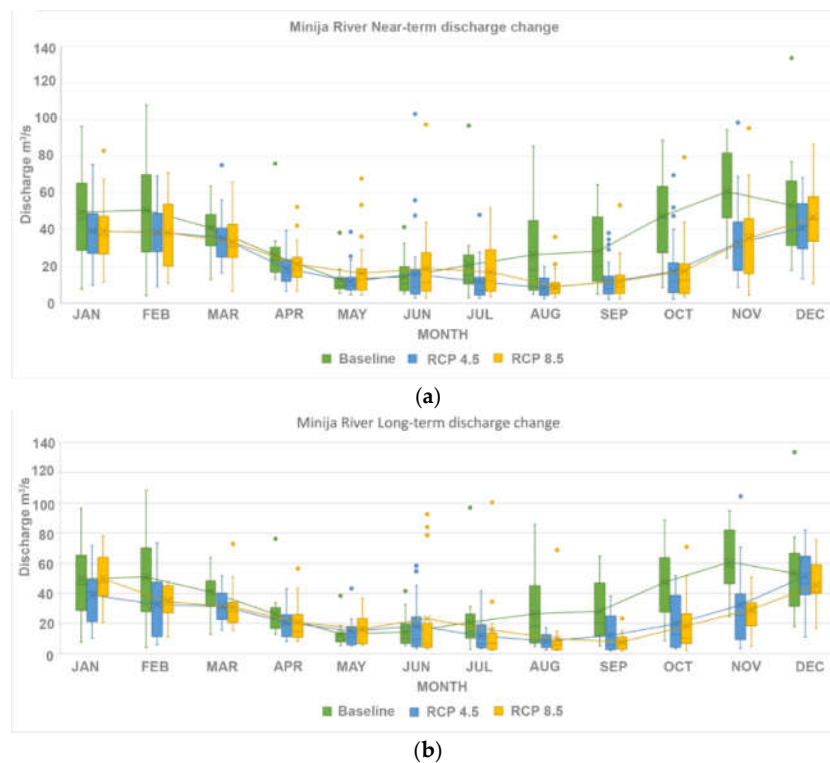 Minija River Near-term discharge change
140
120
100
80
60
40
20
0
Discharge m³/s
JAN FEB MAR APR MAY JUN JUL AUG SEP OCT NOV DEC
MONTH
Baseline RCP 4.5 RCP 8.5
(a)
Minija River Long-term discharge change
140
120
100
80
60
40
20
0
Discharge m³/s
JAN FEB MAR APR MAY JUN JUL AUG SEP OCT NOV DEC
MONTH
Baseline RCP 4.5 RCP 8.5
(b)